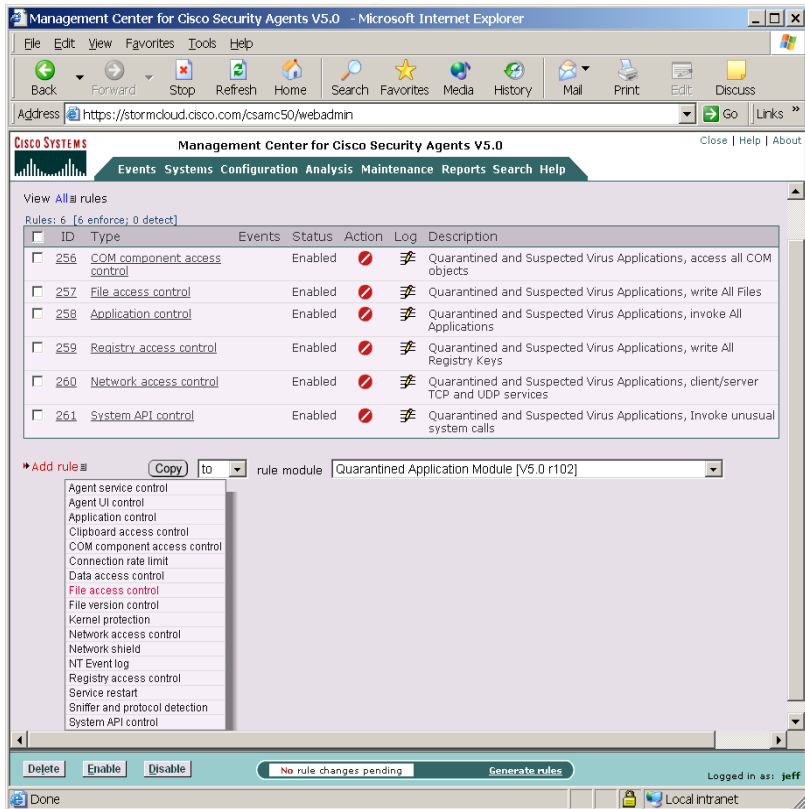 Management Center for Cisco Security Agents V5.0 - Microsoft Internet Explorer
File Edit View Favorites Tools Help
Back Forward Stop Refresh Home Search Favorites Media History Mail Print Edit Discuss
Address https://stormcloud.cisco.com/csamc50/webadmin Go Links »
CISCO SYSTEMS
Management Center for Cisco Security Agents V5.0
Close | Help | About
Events Systems Configuration Analysis Maintenance Reports Search Help
View All rules
Rules: 6 [6 enforce; 0 detect]
ID Type Events Status Action Log Description
256 COM component access control Enabled Quarantined and Suspected Virus Applications, access all COM objects
257 File access control Enabled Quarantined and Suspected Virus Applications, write All Files
258 Application control Enabled Quarantined and Suspected Virus Applications, invoke All Applications
259 Registry access control Enabled Quarantined and Suspected Virus Applications, write All Registry Keys
260 Network access control Enabled Quarantined and Suspected Virus Applications, client/server TCP and UDP services
261 System API control Enabled Quarantined and Suspected Virus Applications, Invoke unusual system calls
Add rule Copy to rule module Quarantined Application Module [V5.0 r102]
Agent service control
Agent UI control
Application control
Clipboard access control
COM component access control
Connection rate limit
Data access control
File access control
File version control
Kernel protection
Network access control
Network shield
NT Event log
Registry access control
Service restart
Sniffer and protocol detection
System API control
Delete Enable Disable No rule changes pending Generate rules Logged in as: jeff
Done Local intranet